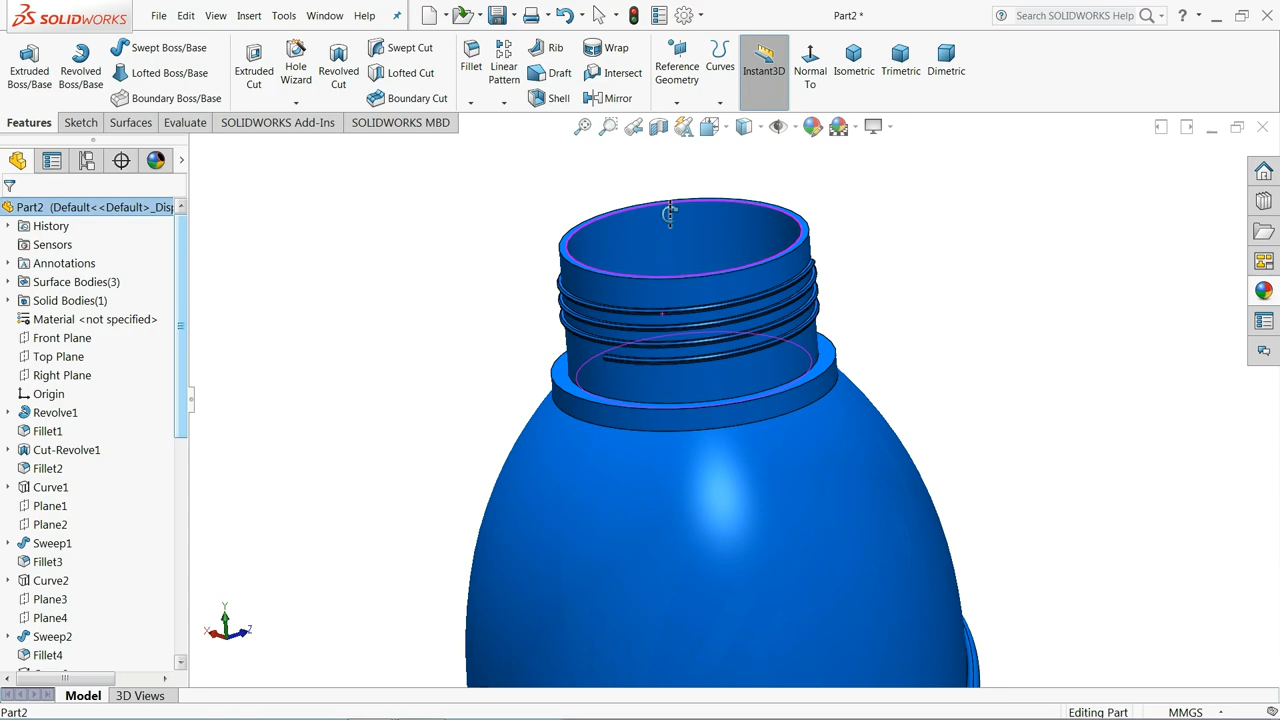 SOLIDWORKS File Edit View Insert Tools Window Help Part2 * Search SOLIDWORKS Help ?
Extruded Boss/Base
Revolved Boss/Base
Swept Boss/Base
Lofted Boss/Base
Boundary Boss/Base
Extruded Cut
Hole Wizard
Revolved Cut
Swept Cut
Lofted Cut
Boundary Cut
Fillet
Linear Pattern
Rib
Draft
Shell
Wrap
Intersect
Mirror
Reference Geometry
Curves
Instant3D
Normal To
Isometric
Trimetric
Dimetric
Features Sketch Surfaces Evaluate SOLIDWORKS Add-Ins SOLIDWORKS MBD
Part2 (Default<<Default>_Disp
History
Sensors
Annotations
Surface Bodies(3)
Solid Bodies(1)
Material <not specified>
Front Plane
Top Plane
Right Plane
Origin
Revolve1
Fillet1
Cut-Revolve1
Fillet2
Curve1
Plane1
Plane2
Sweep1
Fillet3
Curve2
Plane3
Plane4
Sweep2
Fillet4
Y
X
Z
Model 3D Views
Part2 Editing Part MMGS